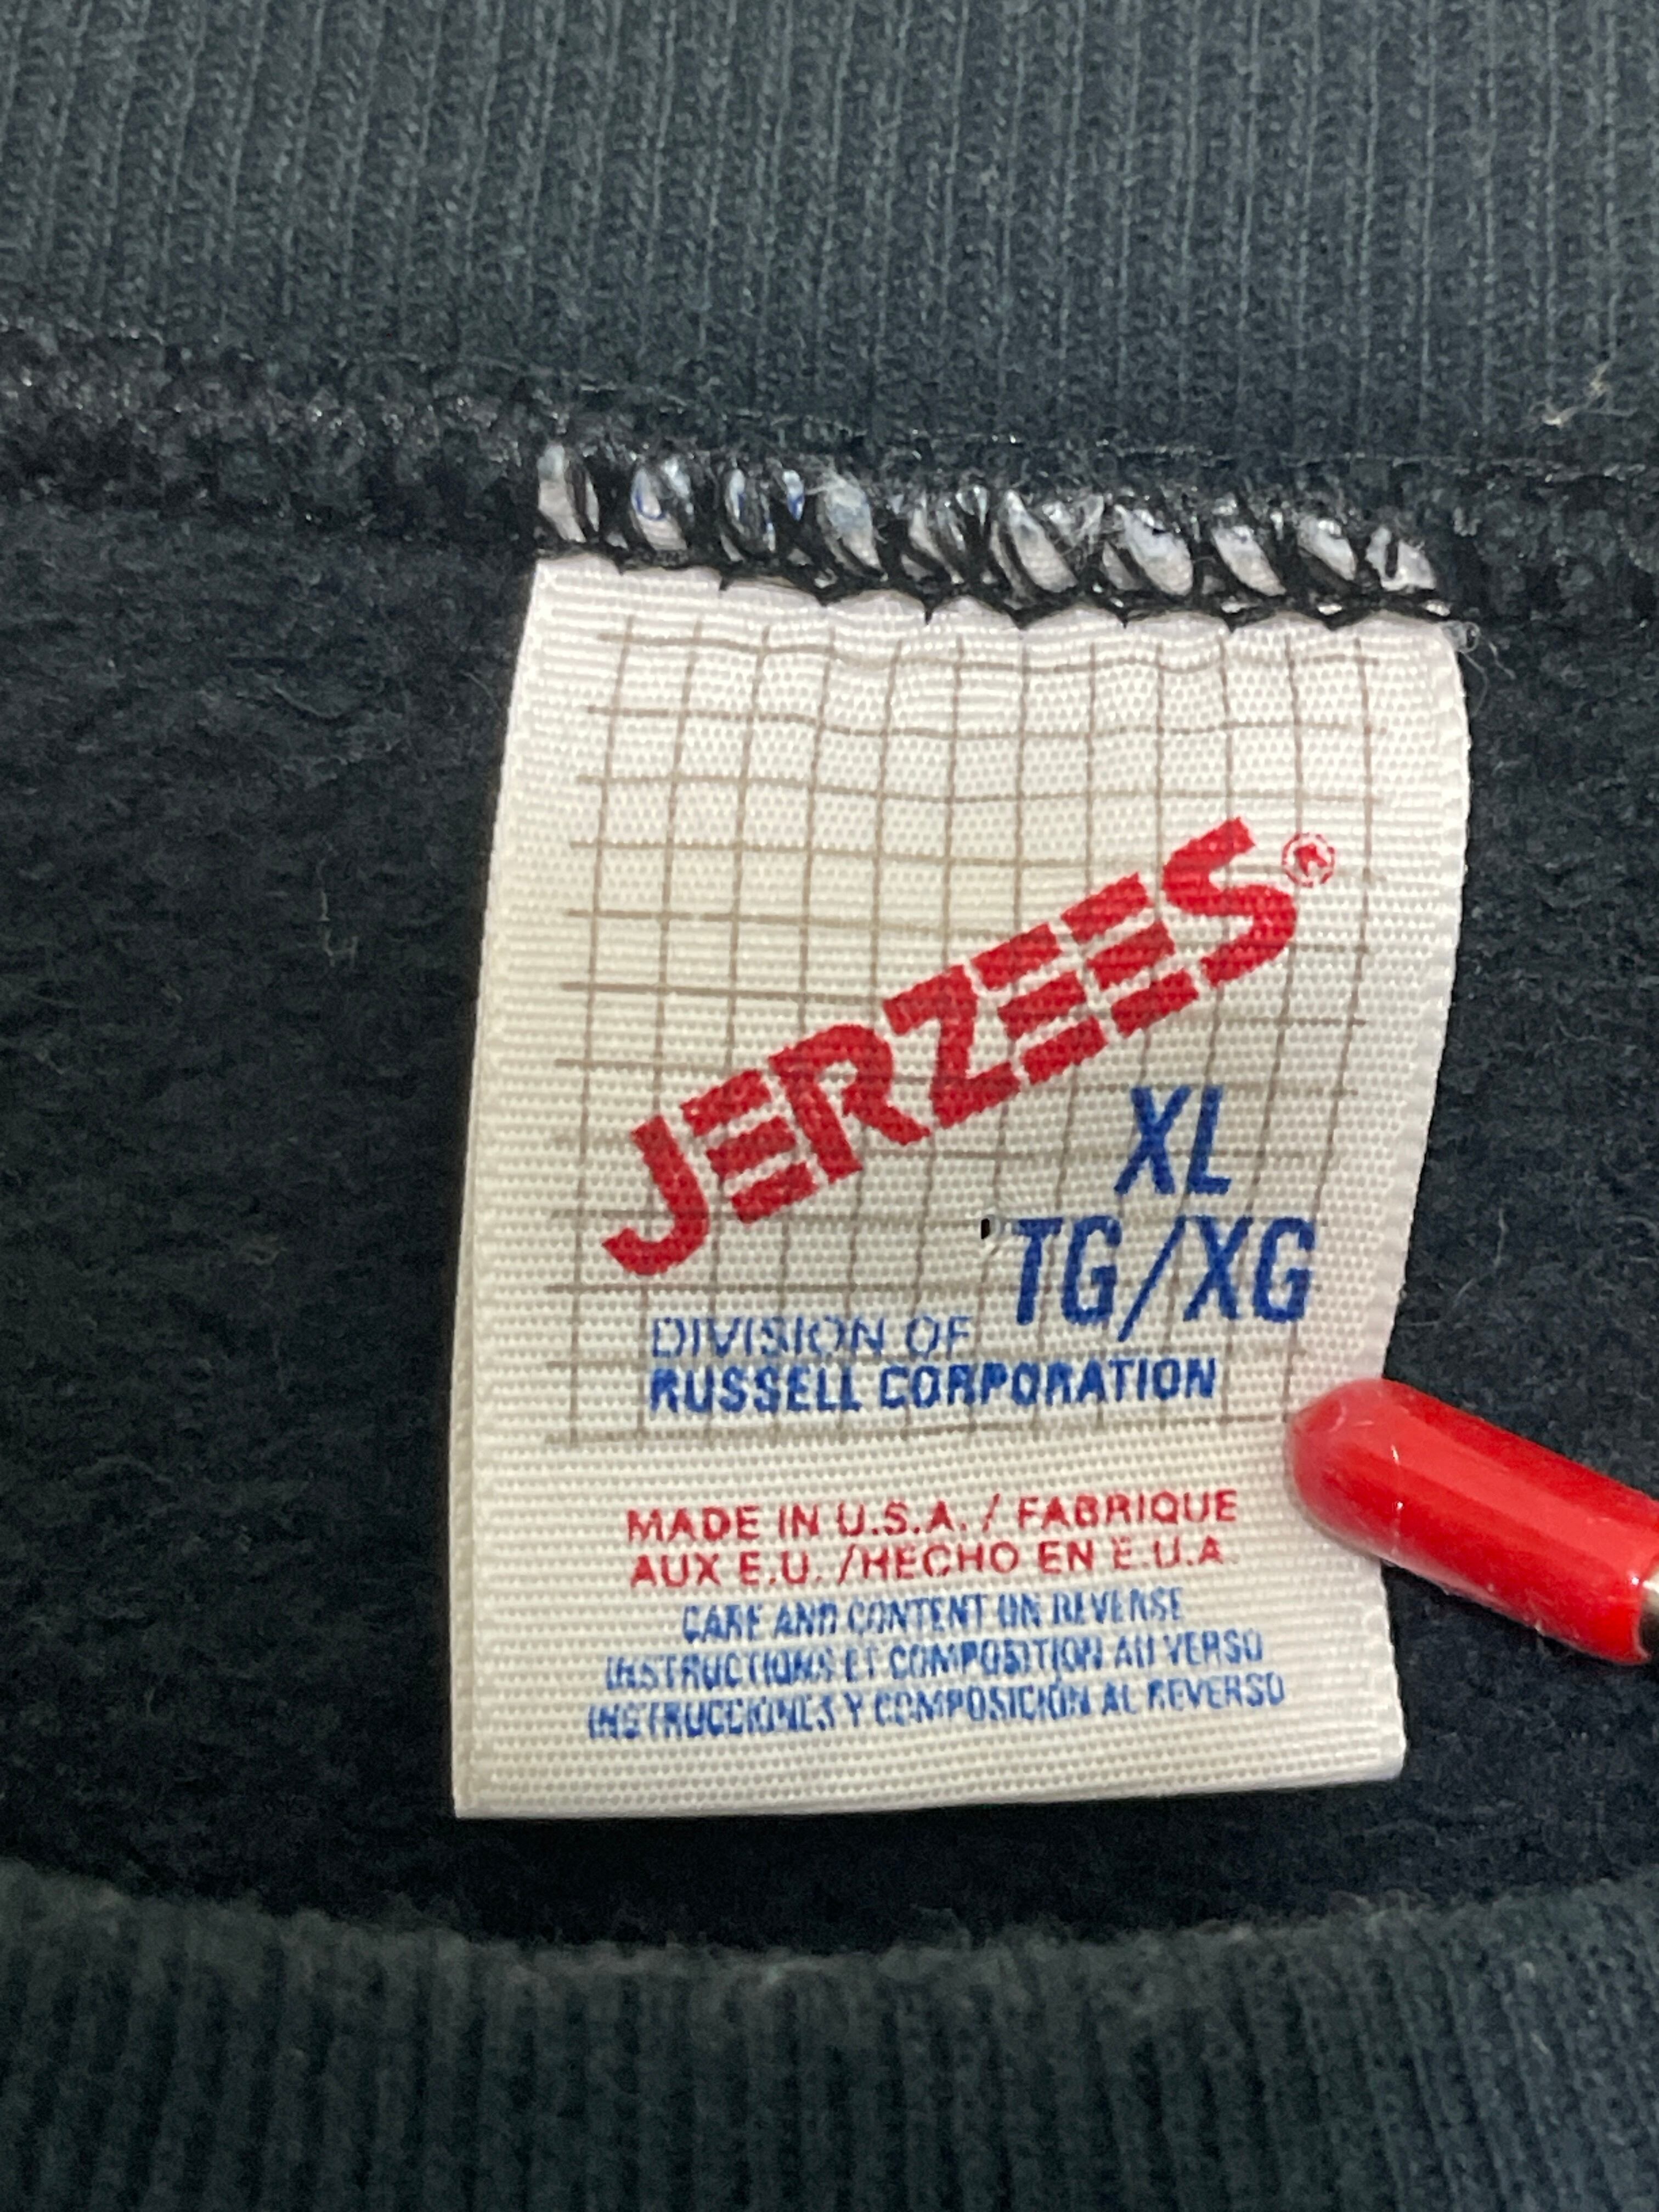 JERZEES®
XL
TG/XG
DIVISION OF
RUSSELL CORPORATION
MADE IN U.S.A. / FABRIQUE
AUX E.U. /HECHO EN E.U.A.
CARE AND CONTENT ON REVERSE
INSTRUCTIONS ET COMPOSITION AU VERSO
INSTRUCCIONES Y COMPOSICION AL REVERSO